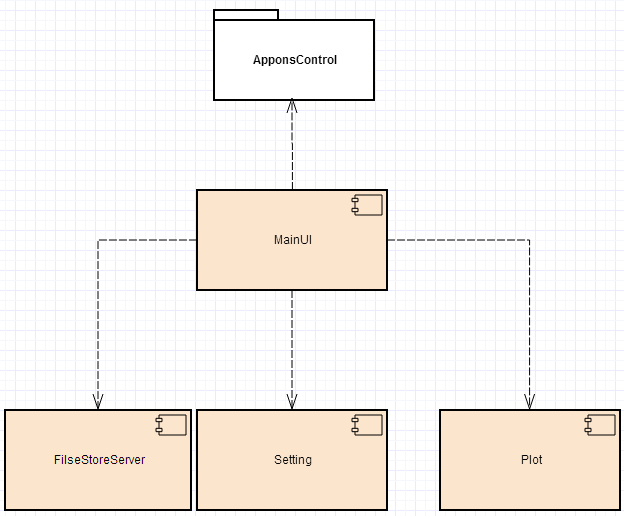 ApponsControl
MainUI
FilseStoreServer
Setting
Plot